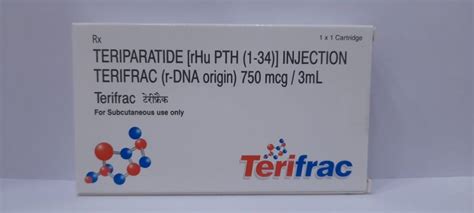 Rx
1 x 1 Cartridge
TERIPARATIDE [rHu PTH (1-34)] INJECTION
TERIFRAC (r-DNA origin) 750 mcg / 3mL
Terifrac टेरीफ्रैक
For Subcutaneous use only
Terifrac